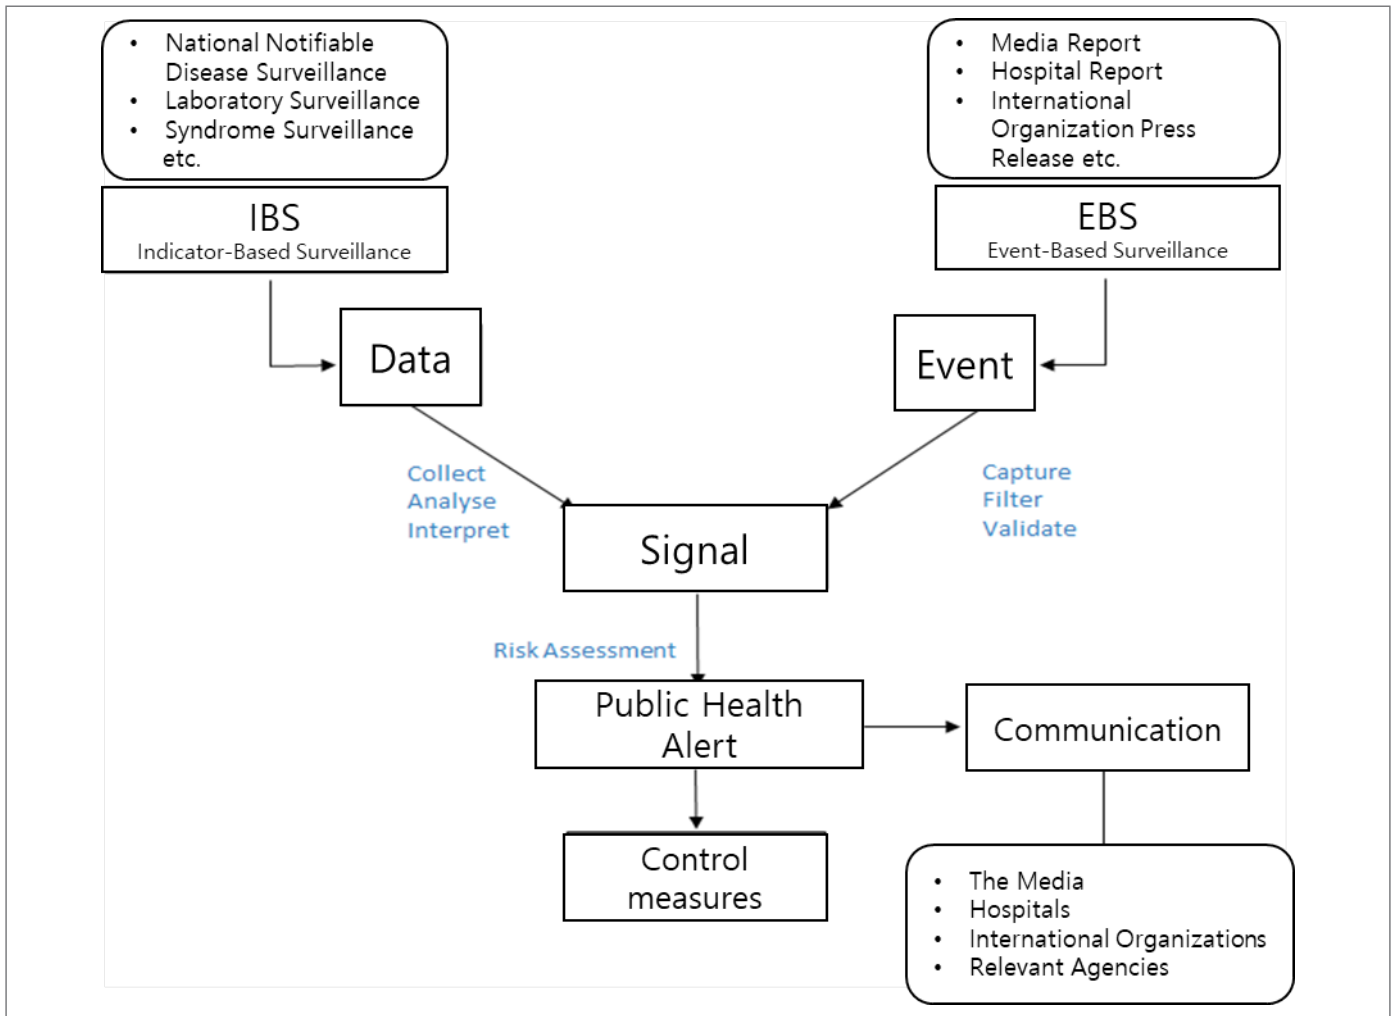 • National Notifiable
Disease Surveillance
• Laboratory Surveillance
• Syndrome Surveillance
etc.
IBS
Indicator-Based Surveillance
• Media Report
• Hospital Report
• International
Organization Press
Release etc.
EBS
Event-Based Surveillance
Data
Event
Collect
Analyse
Interpret
Capture
Filter
Validate
Signal
Risk Assessment
Public Health
Alert
Communication
Control
measures
• The Media
• Hospitals
• International Organizations
• Relevant Agencies